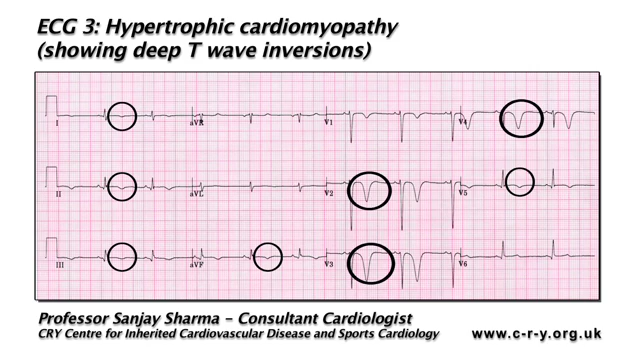 ECG 3: Hypertrophic cardiomyopathy
(showing deep T wave inversions)
I aVR V1 V4
II aVL V2 V5
III aVF V3 V6
Professor Sanjay Sharma - Consultant Cardiologist
CRY Centre for Inherited Cardiovascular Disease and Sports Cardiology
www.c-r-y.org.uk